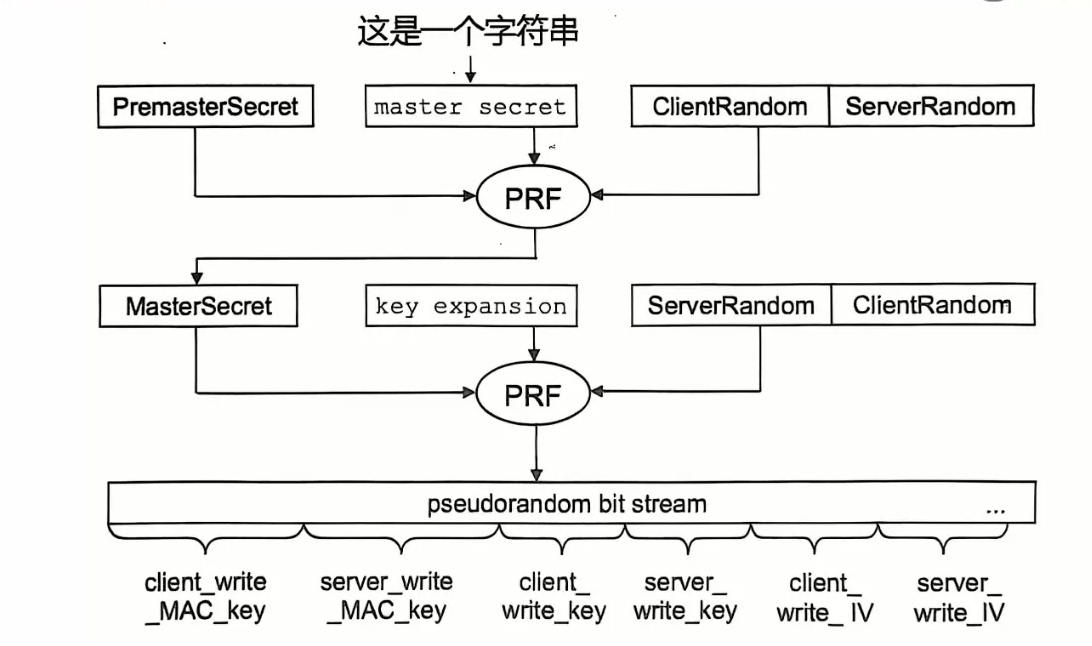 这是一个字符串
PremasterSecret
master secret
ClientRandom
ServerRandom
PRF
MasterSecret
key expansion
ServerRandom
ClientRandom
PRF
pseudorandom bit stream
...
client_write
_MAC_key
server_write
_MAC_key
client_
write_key
server_
write_key
client_
write_ IV
server_
write_IV